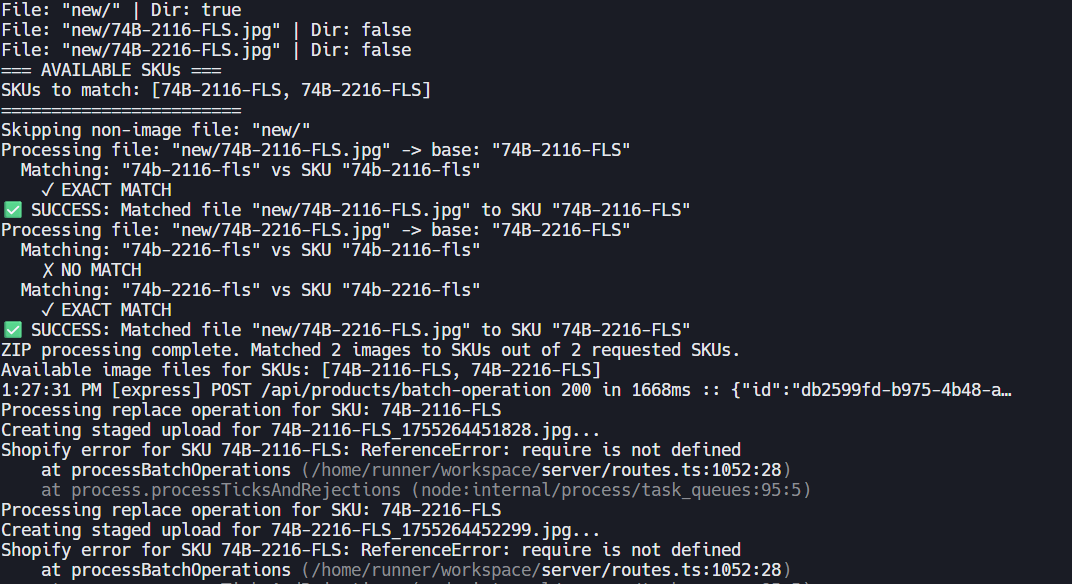 File: "new/" | Dir: true
File: "new/74B-2116-FLS.jpg" | Dir: false
File: "new/74B-2216-FLS.jpg" | Dir: false
=== AVAILABLE SKUs ===
SKUs to match: [74B-2116-FLS, 74B-2216-FLS]
========================
Skipping non-image file: "new/"
Processing file: "new/74B-2116-FLS.jpg" -> base: "74B-2116-FLS"
  Matching: "74b-2116-fls" vs SKU "74b-2116-fls"
    ✓ EXACT MATCH
✅ SUCCESS: Matched file "new/74B-2116-FLS.jpg" to SKU "74B-2116-FLS"
Processing file: "new/74B-2216-FLS.jpg" -> base: "74B-2216-FLS"
  Matching: "74b-2216-fls" vs SKU "74b-2116-fls"
    ✗ NO MATCH
  Matching: "74b-2216-fls" vs SKU "74b-2216-fls"
    ✓ EXACT MATCH
✅ SUCCESS: Matched file "new/74B-2216-FLS.jpg" to SKU "74B-2216-FLS"
ZIP processing complete. Matched 2 images to SKUs out of 2 requested SKUs.
Available image files for SKUs: [74B-2116-FLS, 74B-2216-FLS]
1:27:31 PM [express] POST /api/products/batch-operation 200 in 1668ms :: {"id":"db2599fd-b975-4b48-a…
Processing replace operation for SKU: 74B-2116-FLS
Creating staged upload for 74B-2116-FLS_1755264451828.jpg...
Shopify error for SKU 74B-2116-FLS: ReferenceError: require is not defined
    at processBatchOperations (/home/runner/workspace/server/routes.ts:1052:28)
    at process.processTicksAndRejections (node:internal/process/task_queues:95:5)
Processing replace operation for SKU: 74B-2216-FLS
Creating staged upload for 74B-2216-FLS_1755264452299.jpg...
Shopify error for SKU 74B-2216-FLS: ReferenceError: require is not defined
    at processBatchOperations (/home/runner/workspace/server/routes.ts:1052:28)